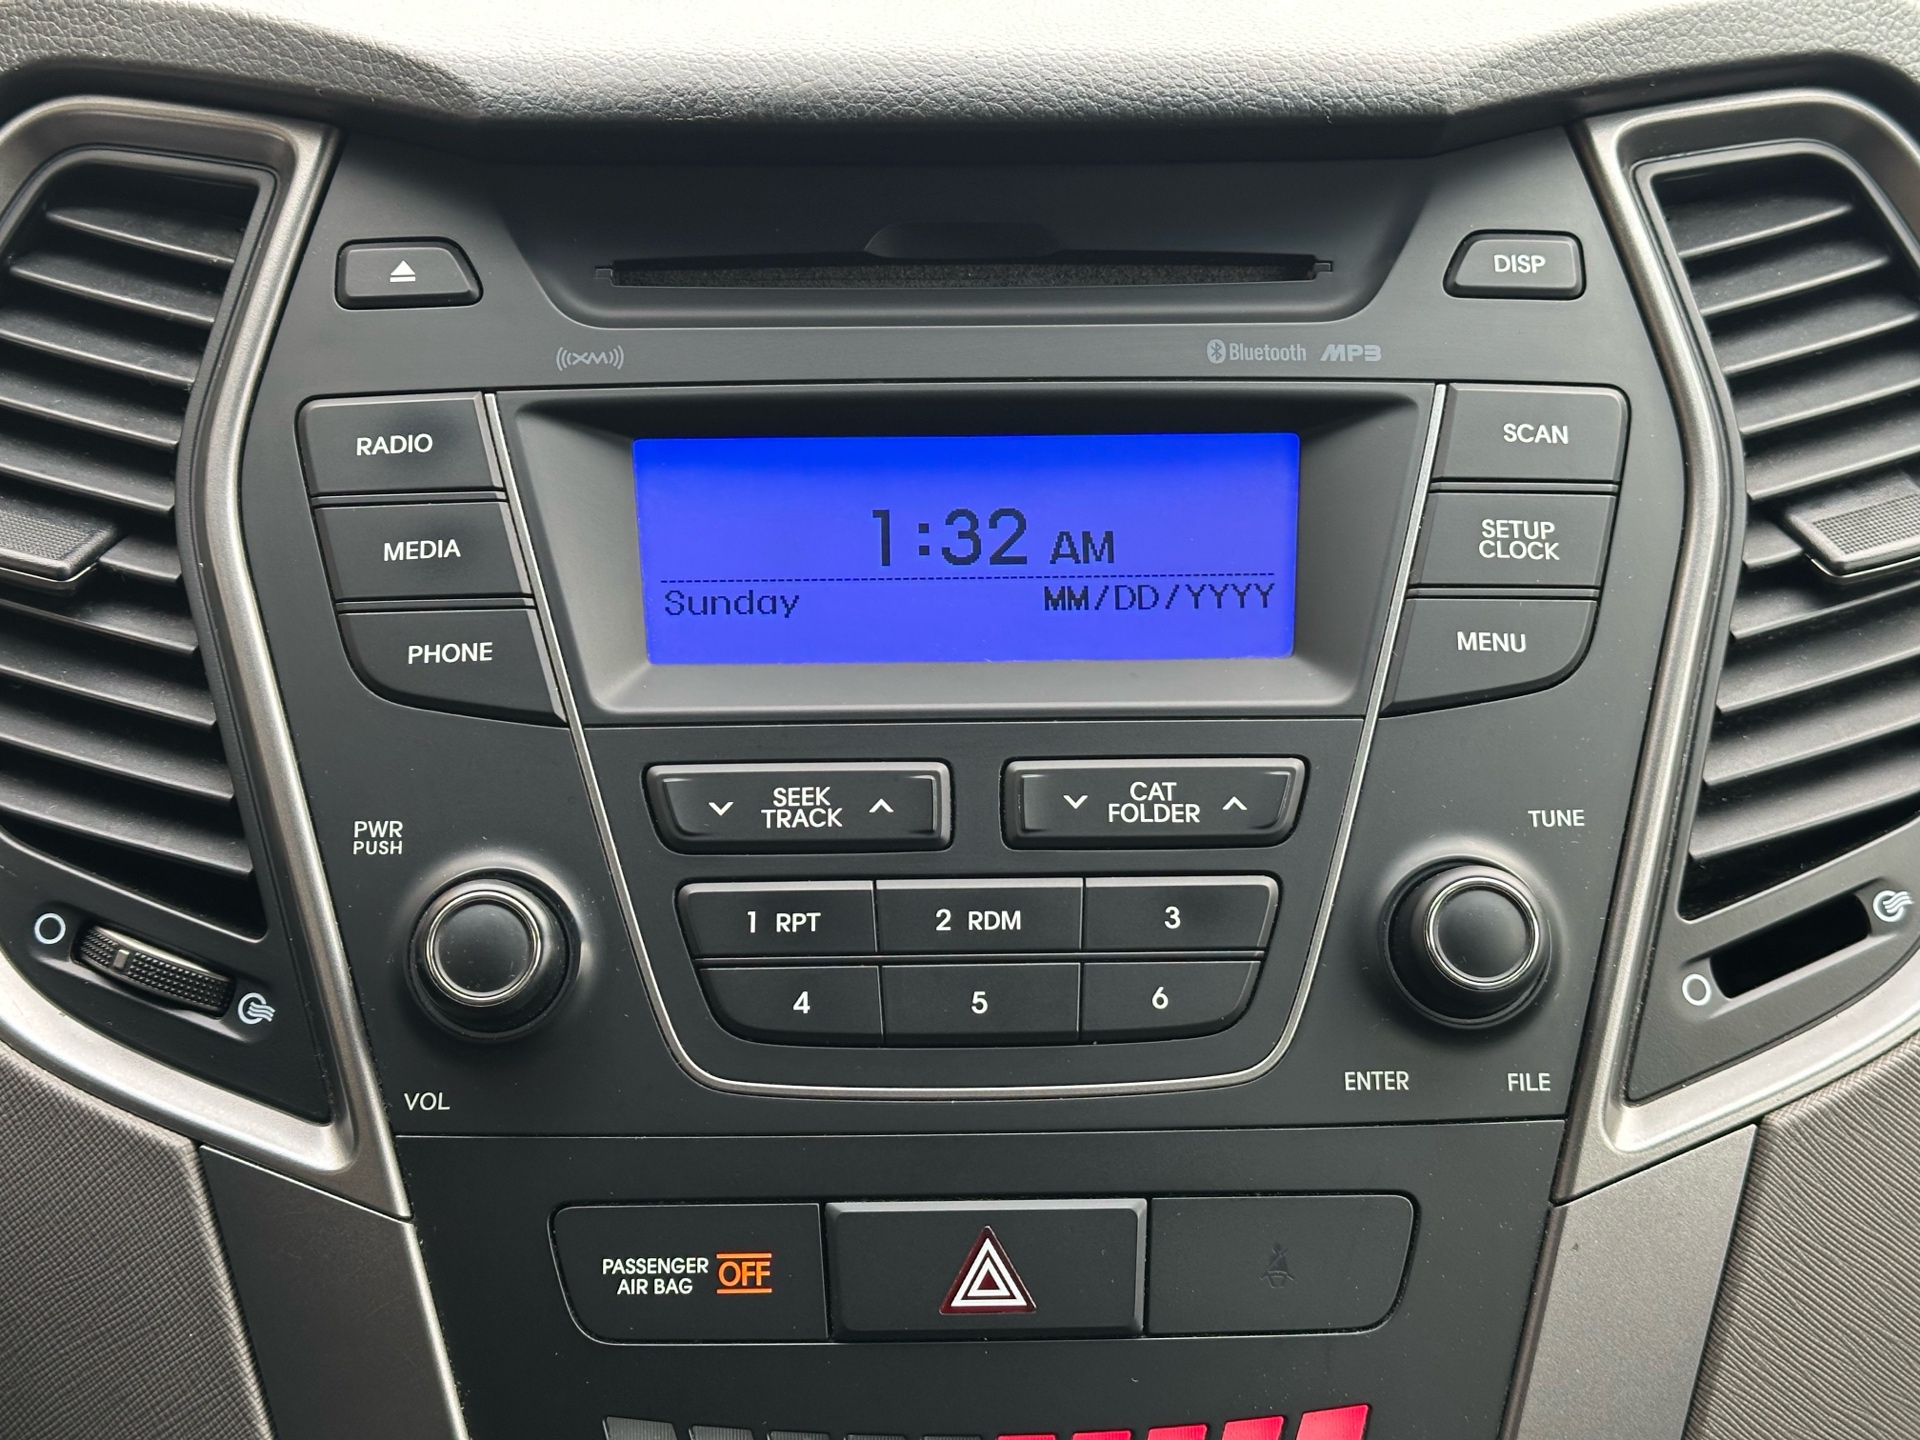 DISP
((XM))
Bluetooth MP3
RADIO
MEDIA
PHONE
1:32 AM
Sunday MM/DD/YYYY
SCAN
SETUP
CLOCK
MENU
SEEK
TRACK
CAT
FOLDER
PWR
PUSH
VOL
TUNE
1 RPT
2 RDM
3
4
5
6
ENTER
FILE
PASSENGER
AIR BAG
OFF